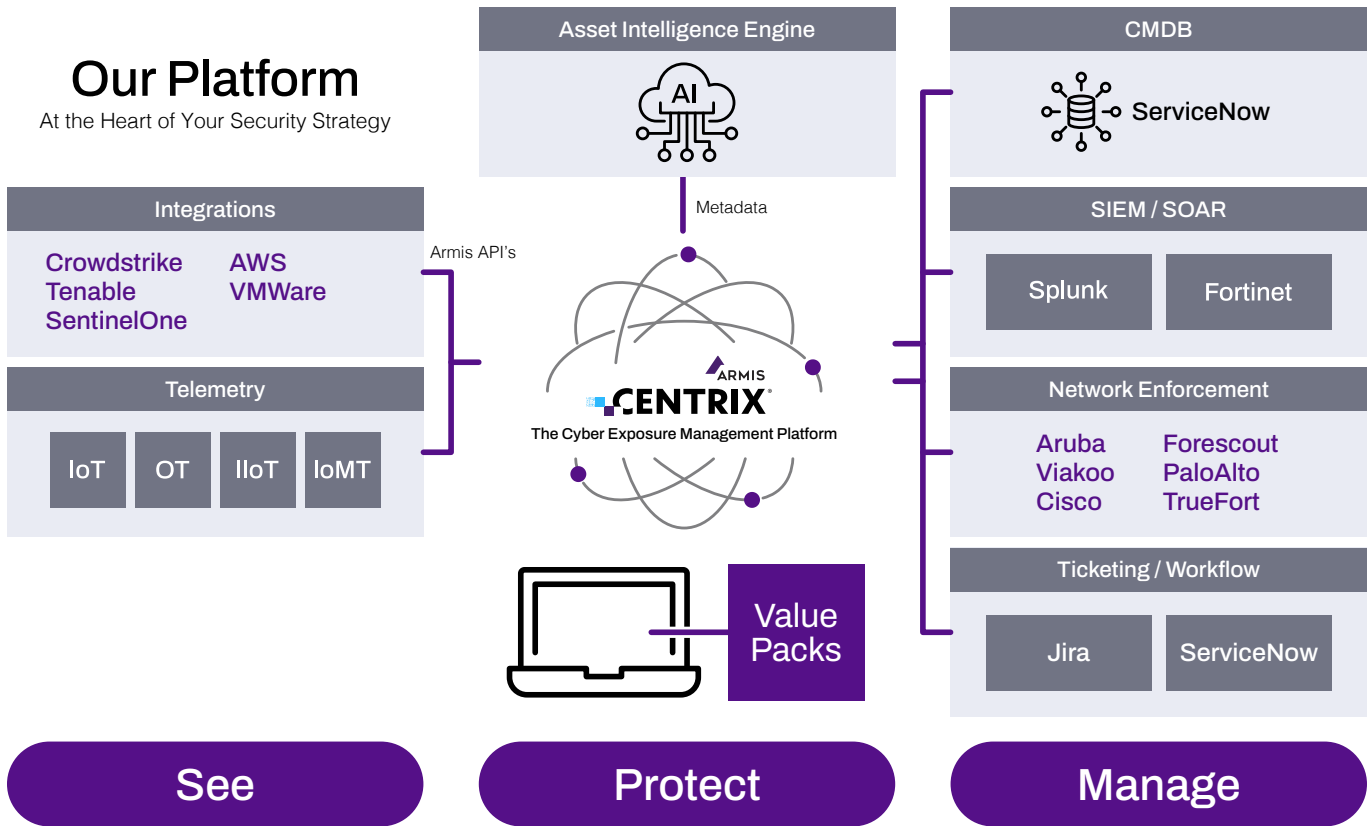 Our Platform
At the Heart of Your Security Strategy
Integrations
Crowdstrike AWS
Tenable VMWare
SentinelOne
Armis API's
Telemetry
IoT OT IIoT IoMT
See
Asset Intelligence Engine
AI
Metadata
ARMIS
CENTRIX®
The Cyber Exposure Management Platform
Value
Packs
Protect
CMDB
ServiceNow
SIEM / SOAR
Splunk Fortinet
Network Enforcement
Aruba Forescout
Viakoo PaloAlto
Cisco TrueFort
Ticketing / Workflow
Jira ServiceNow
Manage